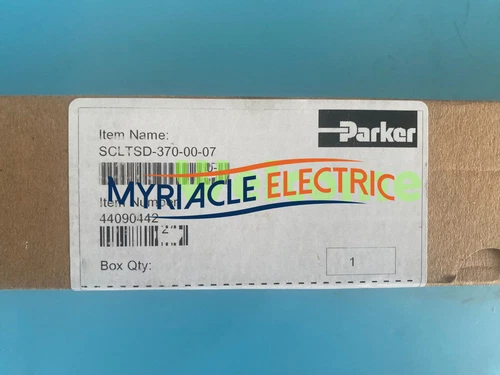 Parker
Item Name:
SCLTSD-370-00-07
MYRIACLE ELECTRIC
Item Number
44090442
Box Qty:
1